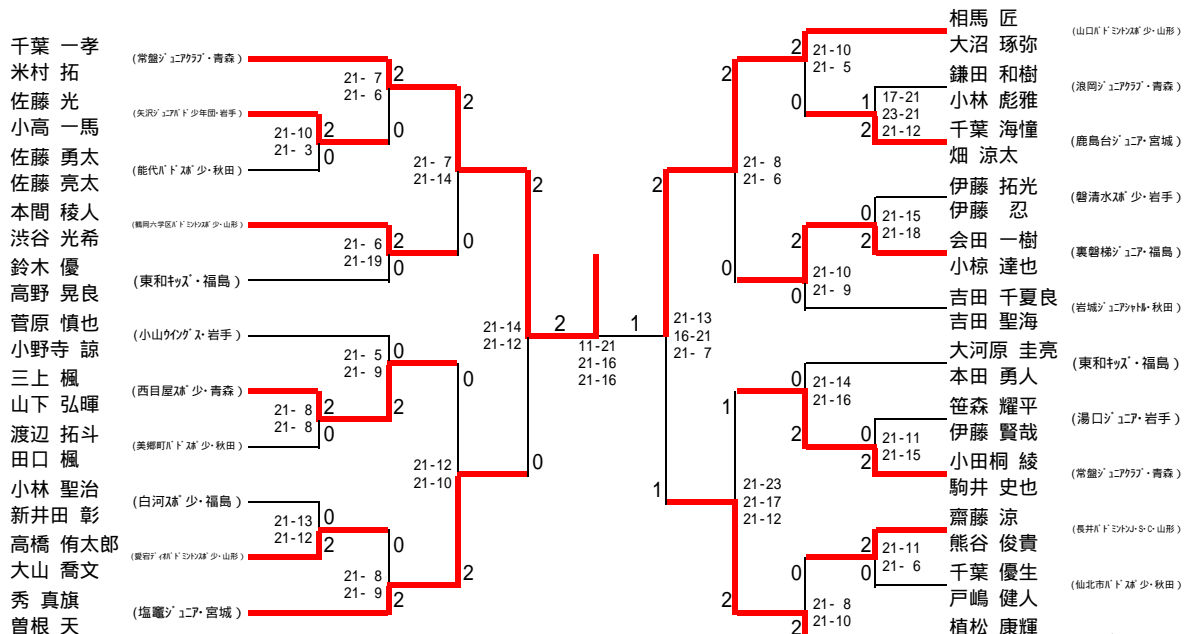 千葉 一孝
米村 拓
(常盤ｼﾞｭﾆｱｸﾗﾌﾞ・青森)
佐藤 光
小高 一馬
(矢沢ｼﾞｭﾆｱﾊﾞﾄﾞ少年団・岩手)
佐藤 勇太
佐藤 亮太
(能代ﾊﾞﾄﾞｽﾎﾟ少・秋田)
本間 稜人
渋谷 光希
(鶴岡六学区ﾊﾞﾄﾞﾐﾝﾄﾝｽﾎﾟ少・山形)
鈴木 優
高野 晃良
(東和ｷｯｽﾞ・福島)
菅原 慎也
小野寺 諒
(小山ｳｲﾝｸﾞｽ・岩手)
三上 楓
山下 弘暉
(西目屋ｽﾎﾟ少・青森)
渡辺 拓斗
田口 楓
(美郷町ﾊﾞﾄﾞｽﾎﾟ少・秋田)
小林 聖治
新井田 彰
(白河ｽﾎﾟ少・福島)
高橋 侑太郎
大山 喬文
秀 真旗
曽根 天
(塩竈ｼﾞｭﾆｱ・宮城)
21- 7
21- 6
2
0
21-10
21- 3
2
0
21- 7
21-14
2
0
21- 6
21-19
2
0
21- 5
21- 9
0
2
21- 8
21- 8
2
0
21-12
21-10
0
2
21-13
21-12
0
2
21- 8
21- 9
0
2
21-14
21-12
2
0
2
1
11-21
21-16
21-16
21-13
16-21
21- 7
2
1
21- 8
21- 6
2
0
21-10
21- 5
2
0
17-21
23-21
21-12
1
2
21-15
21-18
0
2
21-10
21- 9
2
0
21-14
21-16
0
2
21-11
21-15
0
2
21-23
21-17
21-12
1
2
21-11
21- 6
2
0
21- 8
21-10
0
2
相馬 匠
大沼 琢弥
(山口ﾊﾞﾄﾞﾐﾝﾄﾝｽﾎﾟ少・山形)
鎌田 和樹
小林 彪雅
(浪岡ｼﾞｭﾆｱｸﾗﾌﾞ・青森)
千葉 海憧
畑 涼太
(鹿島台ｼﾞｭﾆｱ・宮城)
伊藤 拓光
伊藤 忍
(磐清水ｽﾎﾟ少・岩手)
会田 一樹
小椋 達也
(裏磐梯ｼﾞｭﾆｱ・福島)
吉田 千夏良
吉田 聖海
(岩城ｼﾞｭﾆｱｼｬﾄﾙ・秋田)
大河原 圭亮
本田 勇人
(東和ｷｯｽﾞ・福島)
笹森 耀平
伊藤 賢哉
(湯口ｼﾞｭﾆｱ・岩手)
小田桐 綾
駒井 史也
(常盤ｼﾞｭﾆｱｸﾗﾌﾞ・青森)
齋藤 涼
熊谷 俊貴
(長井ﾊﾞﾄﾞﾐﾝﾄﾝJ・S・C・山形)
千葉 優生
戸嶋 健人
(仙北市ﾊﾞﾄﾞｽﾎﾟ少・秋田)
植松 康輝